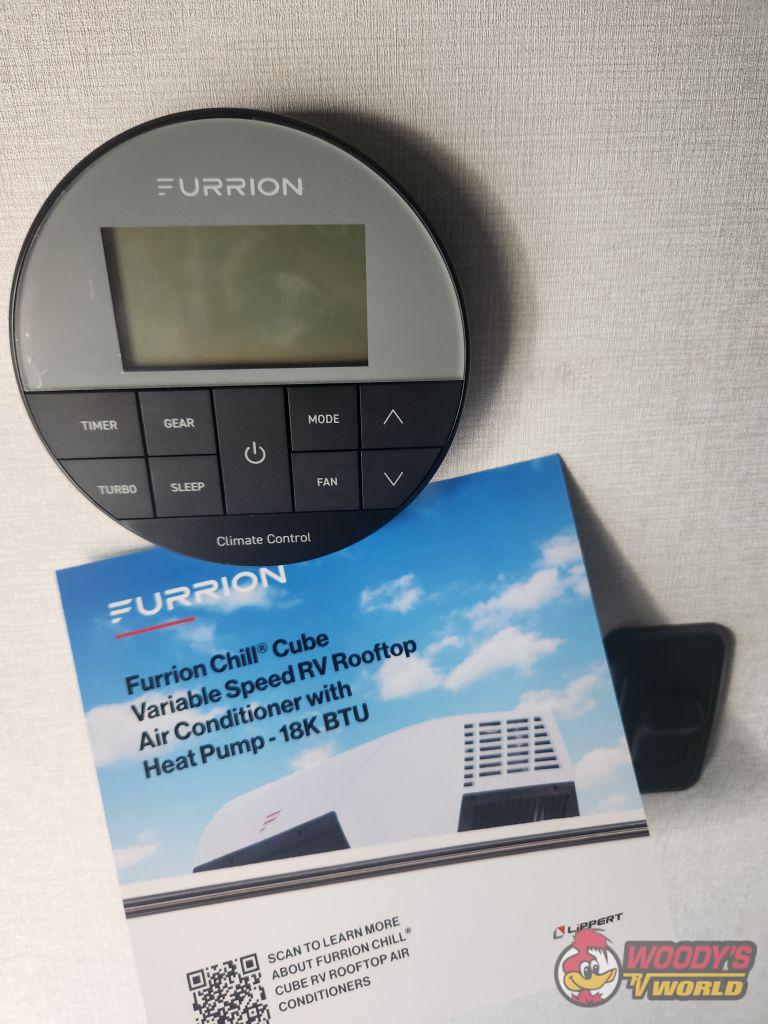 FURRION
TIMER GEAR MODE
TURBO SLEEP FAN
Climate Control
FURRION
Furrion Chill® Cube
Variable Speed RV Rooftop
Air Conditioner with
Heat Pump - 18K BTU
SCAN TO LEARN MORE
ABOUT FURRION CHILL®
CUBE RV ROOFTOP AIR
CONDITIONERS
LIPPERT
WOODY'S
RV WORLD